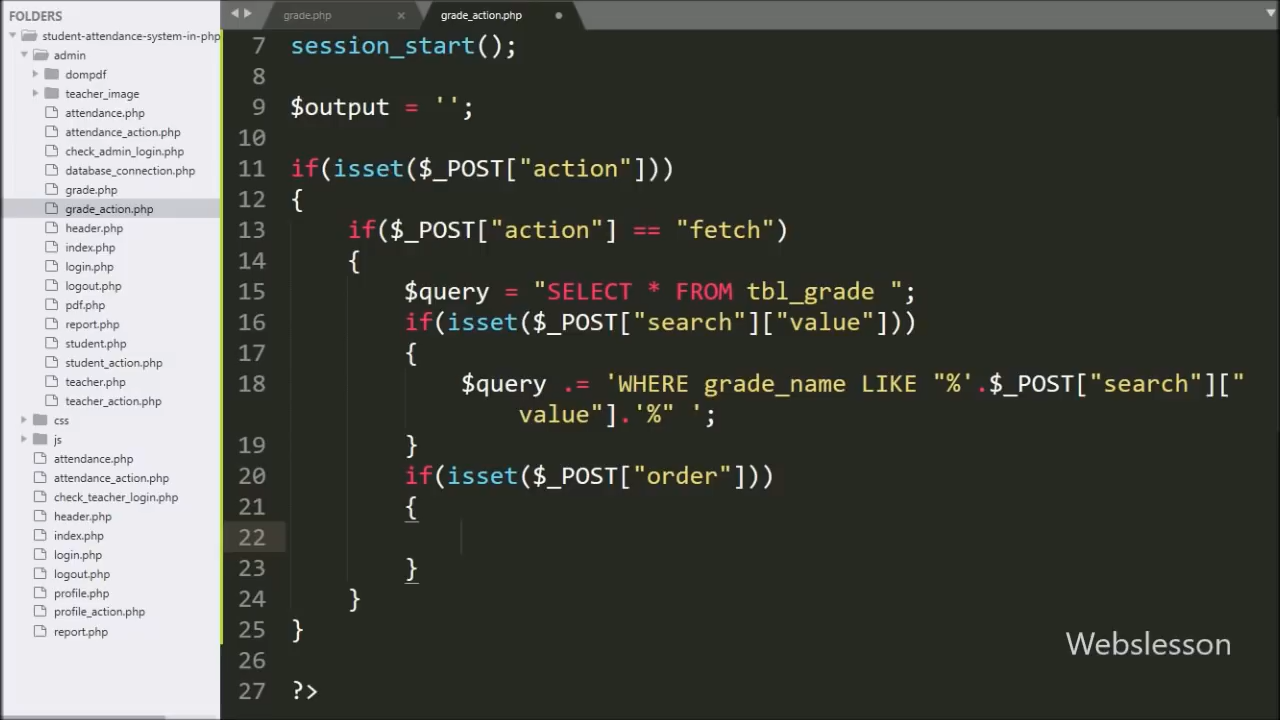 FOLDERS
student-attendance-system-in-php
admin
dompdf
teacher_image
attendance.php
attendance_action.php
check_admin_login.php
database_connection.php
grade.php
grade_action.php
header.php
index.php
login.php
logout.php
pdf.php
report.php
student.php
student_action.php
teacher.php
teacher_action.php
css
js
attendance.php
attendance_action.php
check_teacher_login.php
header.php
index.php
login.php
logout.php
profile.php
profile_action.php
report.php
grade.php × grade_action.php
7 session_start();
8
9 $output = '';
10
11 if(isset($_POST["action"]))
12 {
13 if($_POST["action"] == "fetch")
14 {
15 $query = "SELECT * FROM tbl_grade ";
16 if(isset($_POST["search"]["value"]))
17 {
18 $query .= 'WHERE grade_name LIKE "%'.$_POST["search"]["
value"].'%" ';
19 }
20 if(isset($_POST["order"]))
21 {
22
23 }
24 }
25 }
26
27 ?>
Webslesson